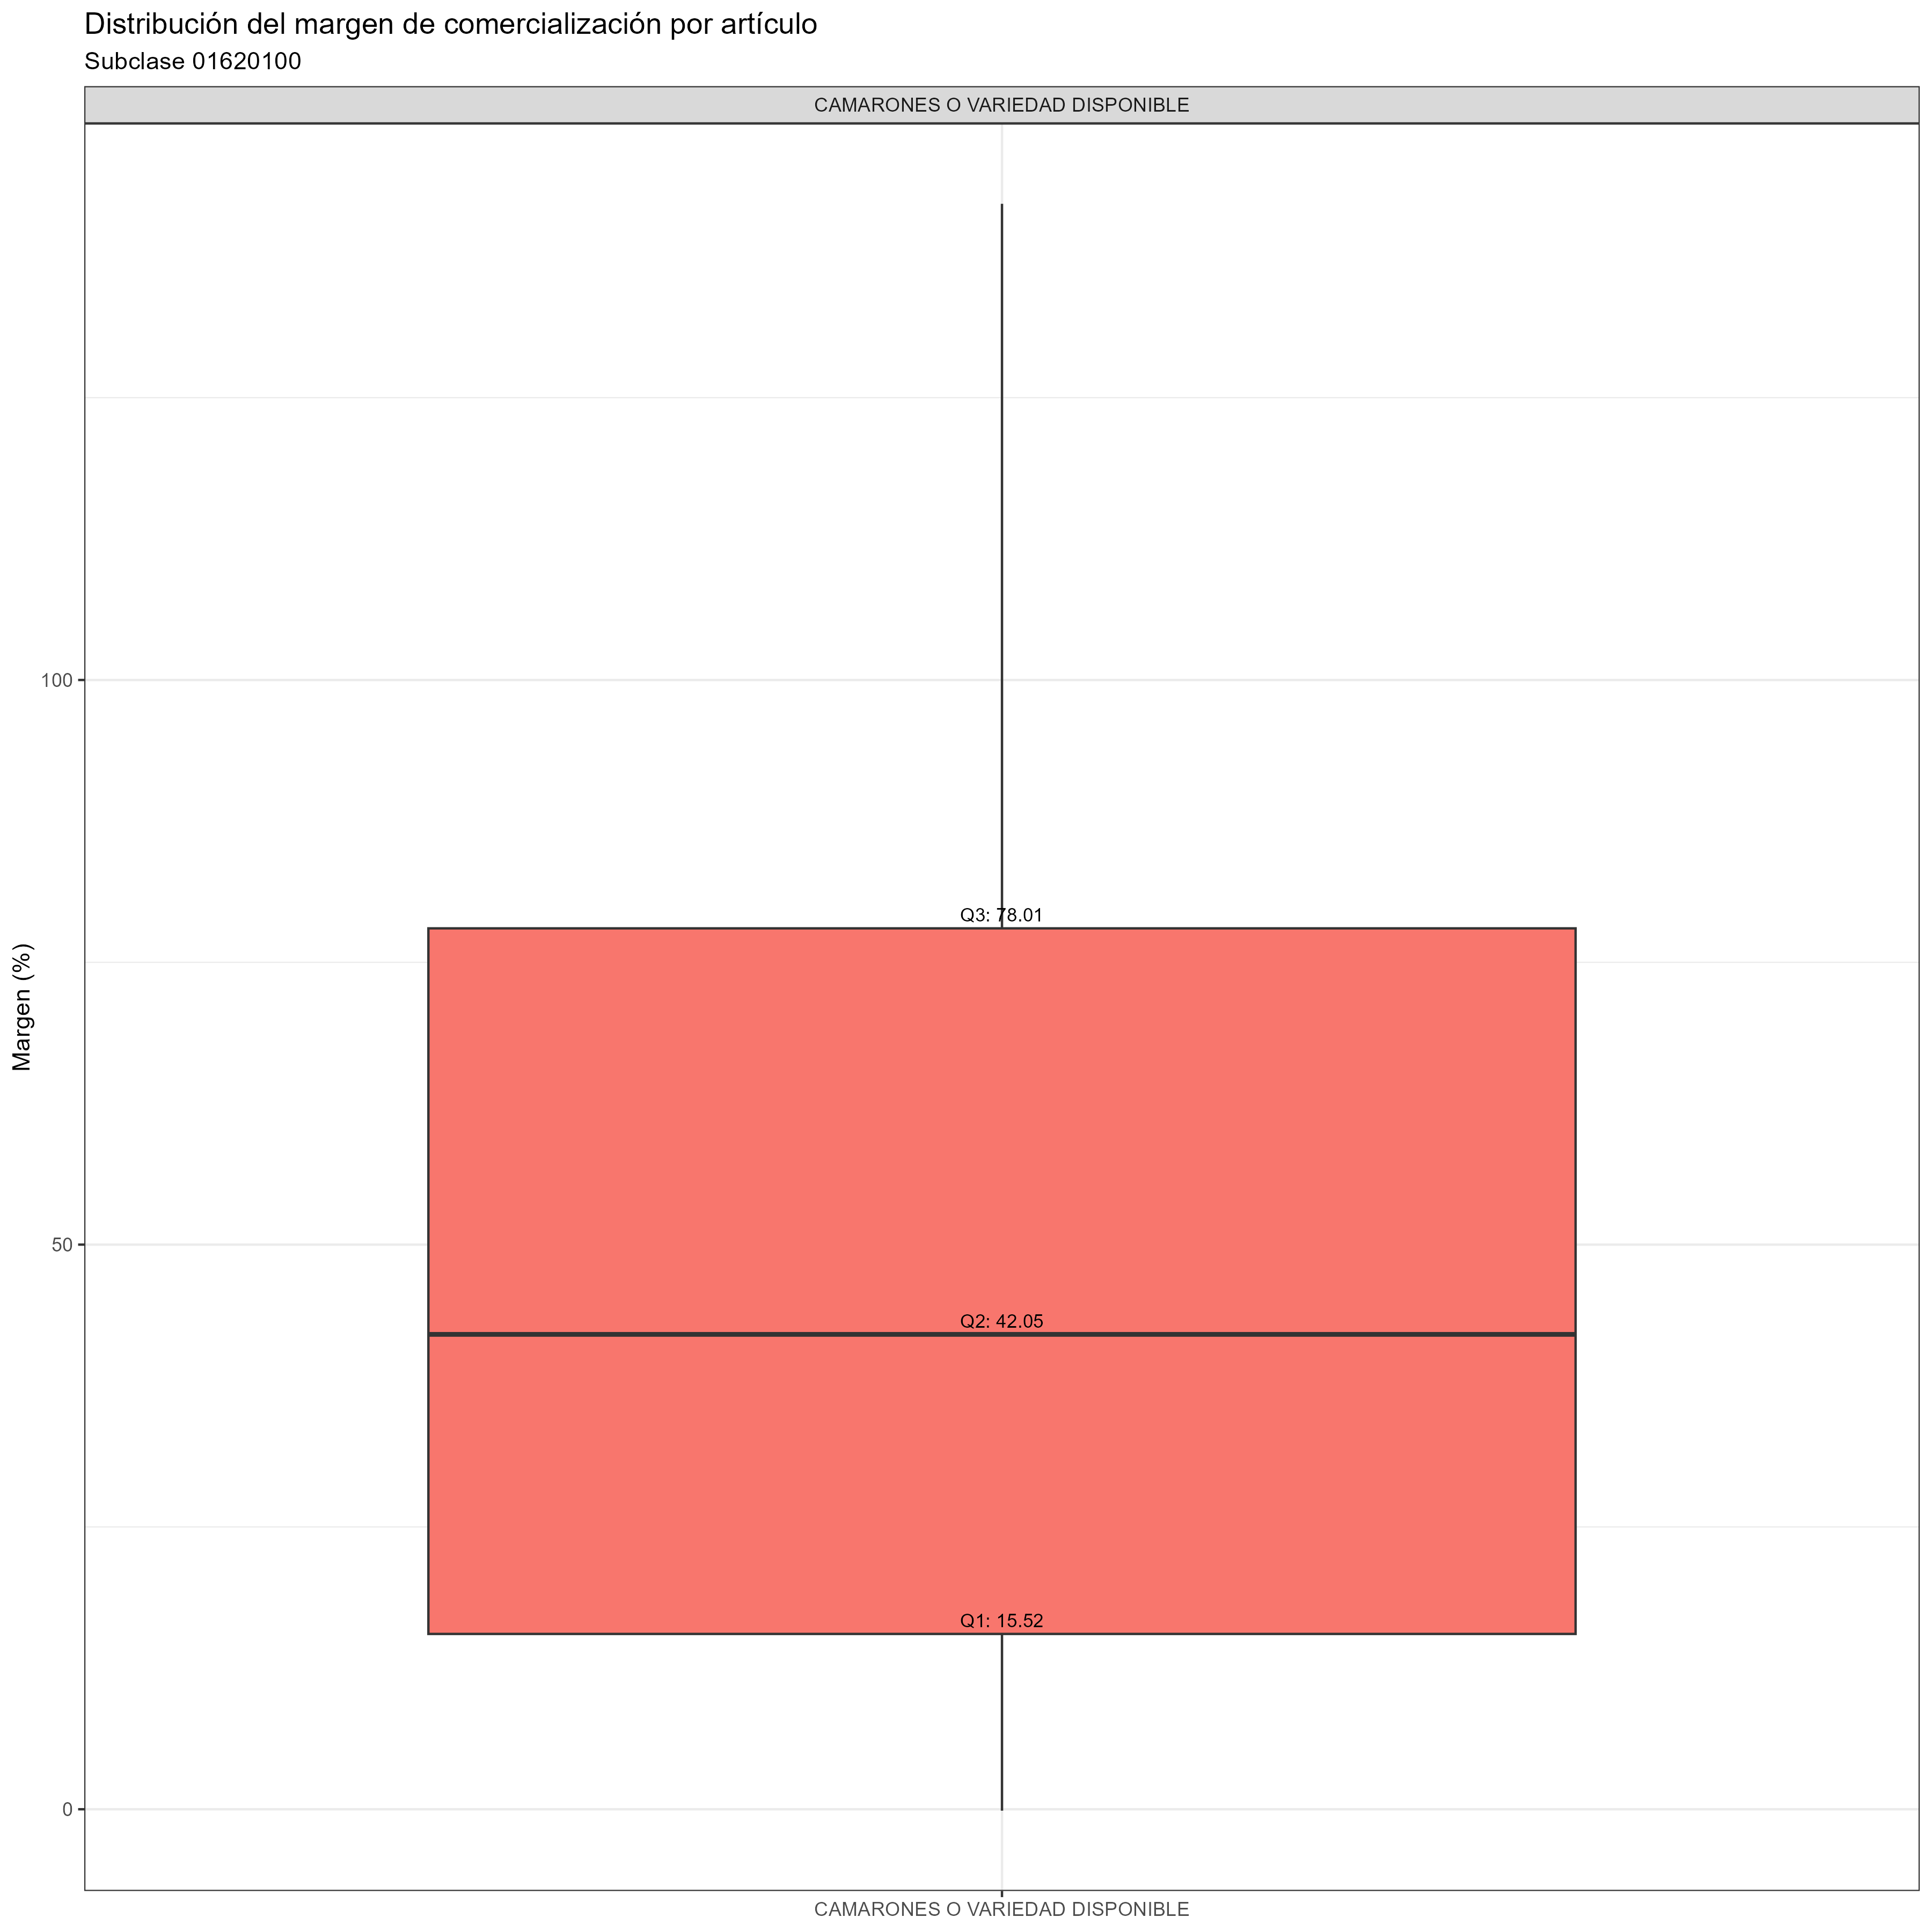 Distribución del margen de comercialización por artículo
Subclase 01620100
CAMARONES O VARIEDAD DISPONIBLE
100
50
0
Margen (%)
Q3: 78.01
Q2: 42.05
Q1: 15.52
CAMARONES O VARIEDAD DISPONIBLE